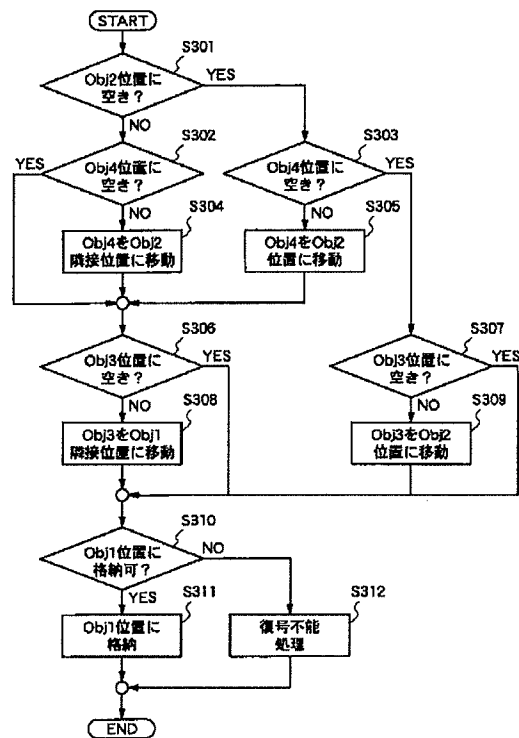 START
S301
Obj2位置に
空き?
YES
NO
S302
Obj4位置に
空き?
YES
NO
S303
Obj4位置に
空き?
YES
NO
S304
Obj4をObj2
隣接位置に移動
S305
Obj4をObj2
位置に移動
S306
Obj3位置に
空き?
YES
NO
S307
Obj3位置に
空き?
YES
NO
S308
Obj3をObj1
隣接位置に移動
S309
Obj3をObj2
位置に移動
S310
Obj1位置に
格納可?
NO
YES
S311
Obj1位置に
格納
S312
復号不能
処理
END